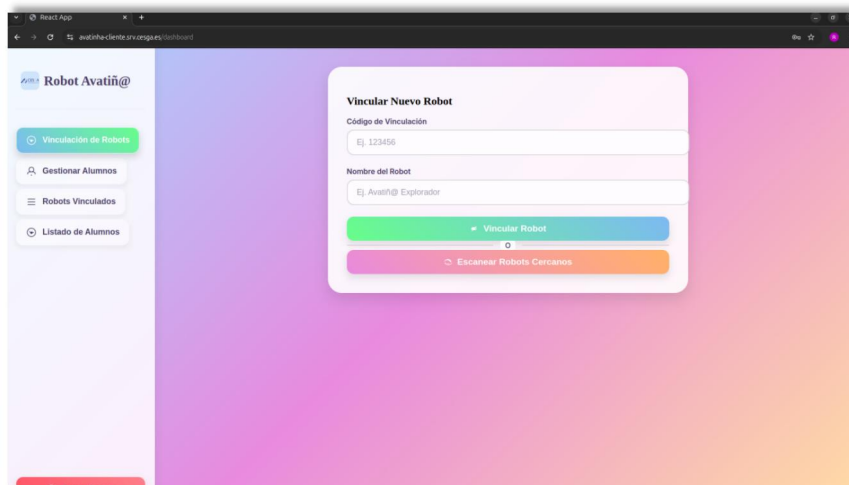 React App
avatinha-cliente.srv.cesga.es/dashboard
Robot Avatiñ@
Vinculación de Robots
Gestionar Alumnos
Robots Vinculados
Listado de Alumnos
Vincular Nuevo Robot
Código de Vinculación
Ej. 123456
Nombre del Robot
Ej. Avatiñ@ Explorador
Vincular Robot
O
Escanear Robots Cercanos